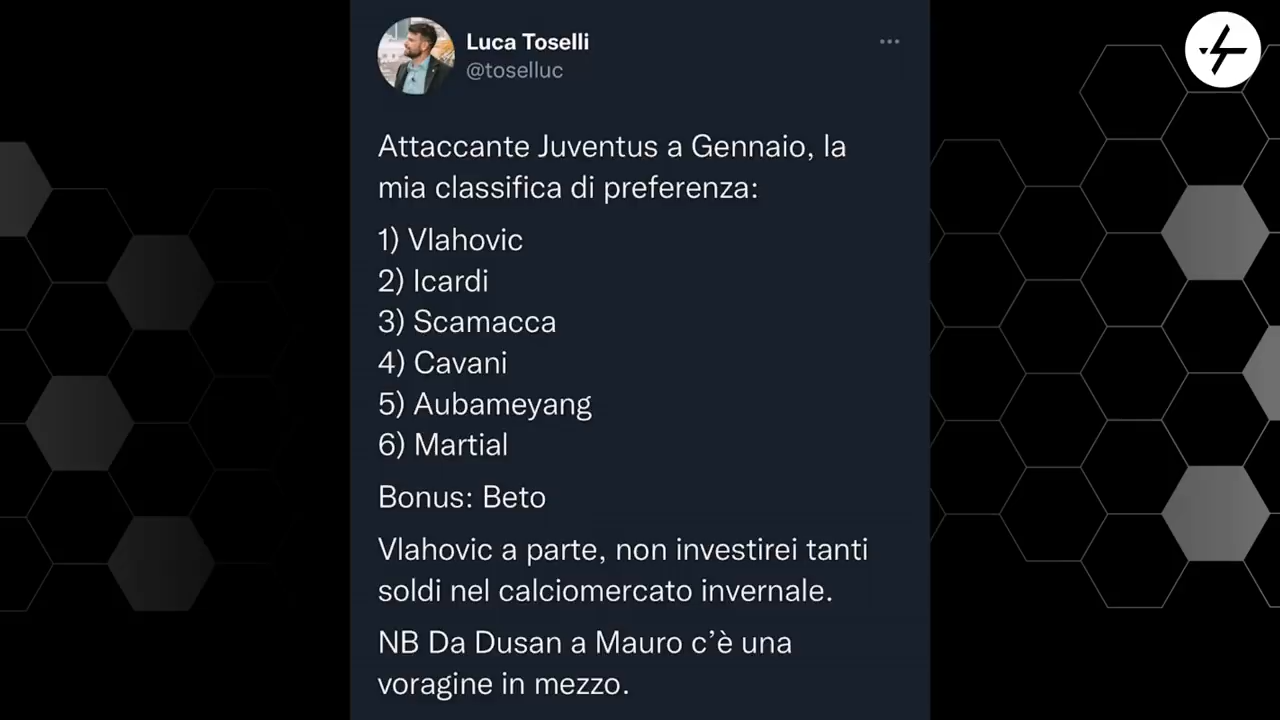 Luca Toselli
@toselluc
Attaccante Juventus a Gennaio, la
mia classifica di preferenza:
1) Vlahovic
2) Icardi
3) Scamacca
4) Cavani
5) Aubameyang
6) Martial
Bonus: Beto
Vlahovic a parte, non investirei tanti
soldi nel calciomercato invernale.
NB Da Dusan a Mauro c’è una
voragine in mezzo.